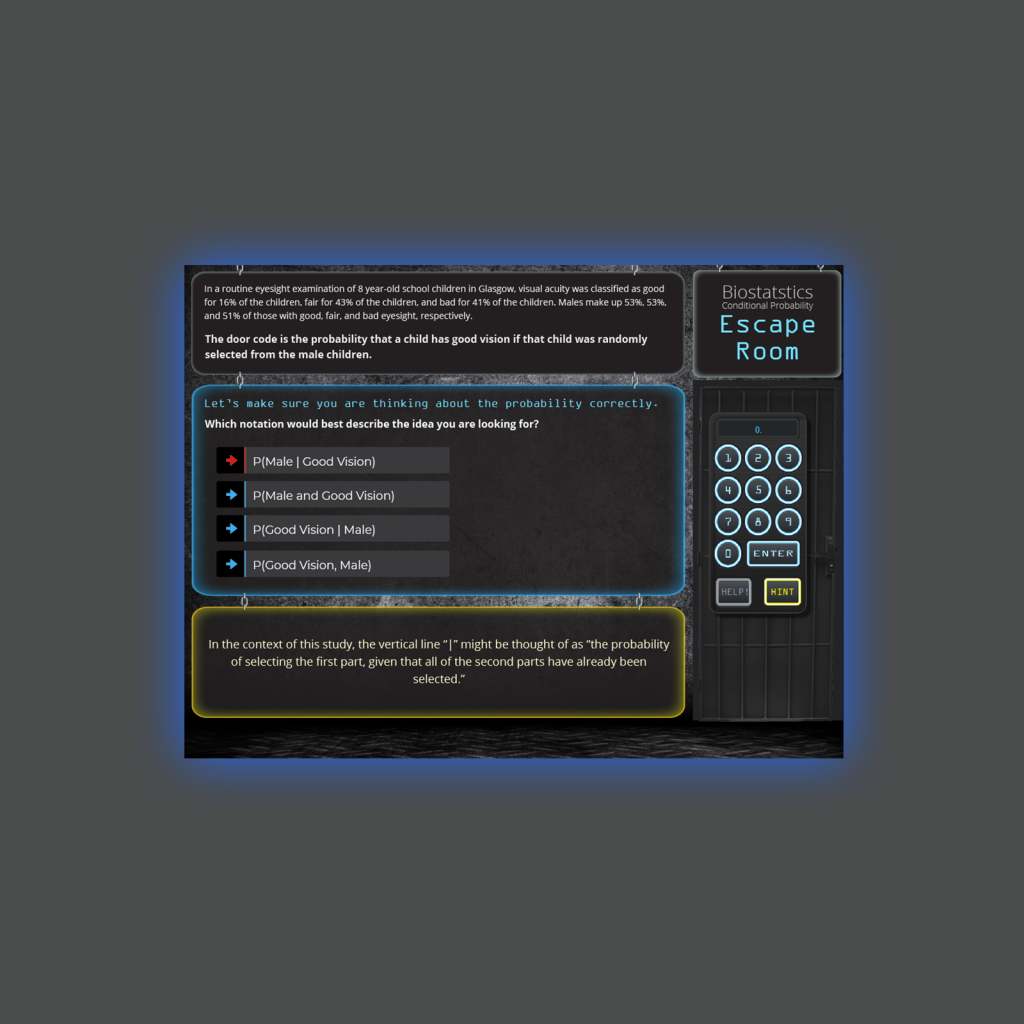 In a routine eyesight examination of 8 year-old school children in Glasgow, visual acuity was classified as good
for 16% of the children, fair for 43% of the children, and bad for 41% of the children. Males make up 53%, 53%,
and 51% of those with good, fair, and bad eyesight, respectively.
The door code is the probability that a child has good vision if that child was randomly
selected from the male children.
Biostatstics
Conditional Probability
Escape
Room
Let's make sure you are thinking about the probability correctly.
Which notation would best describe the idea you are looking for?
P(Male | Good Vision)
P(Male and Good Vision)
P(Good Vision | Male)
P(Good Vision, Male)
0.
1 2 3
4 5 6
7 8 9
0 ENTER
HELP! HINT
In the context of this study, the vertical line “|” might be thought of as “the probability
of selecting the first part, given that all of the second parts have already been
selected.”